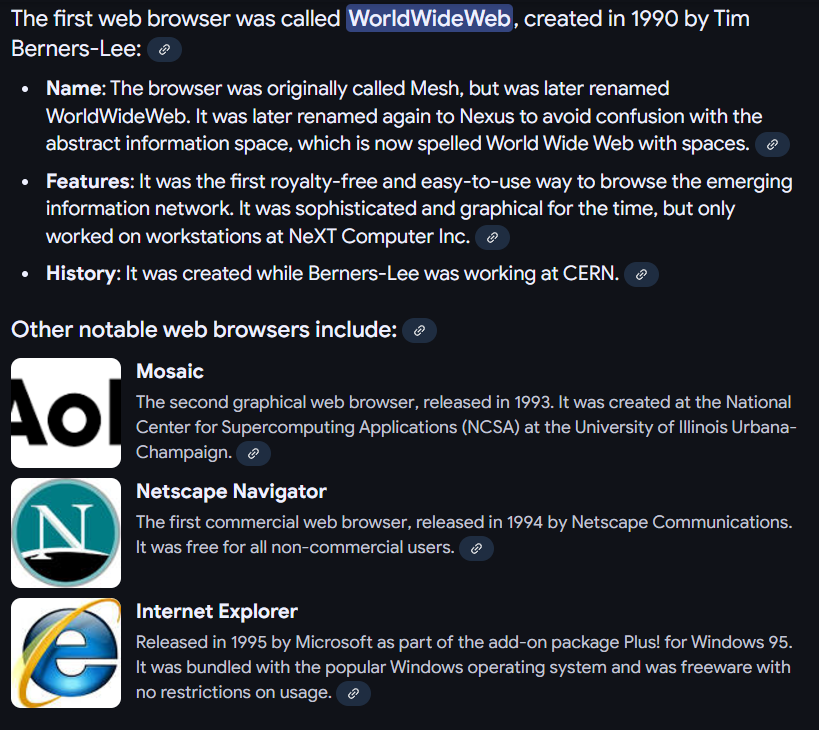 The first web browser was called WorldWideWeb, created in 1990 by Tim
Berners-Lee:
Name: The browser was originally called Mesh, but was later renamed
WorldWideWeb. It was later renamed again to Nexus to avoid confusion with the
abstract information space, which is now spelled World Wide Web with spaces.
Features: It was the first royalty-free and easy-to-use way to browse the emerging
information network. It was sophisticated and graphical for the time, but only
worked on workstations at NeXT Computer Inc.
History: It was created while Berners-Lee was working at CERN.
Other notable web browsers include:
Aol
Mosaic
The second graphical web browser, released in 1993. It was created at the National
Center for Supercomputing Applications (NCSA) at the University of Illinois Urbana-
Champaign.
N
Netscape Navigator
The first commercial web browser, released in 1994 by Netscape Communications.
It was free for all non-commercial users.
Internet Explorer
Released in 1995 by Microsoft as part of the add-on package Plus! for Windows 95.
It was bundled with the popular Windows operating system and was freeware with
no restrictions on usage.